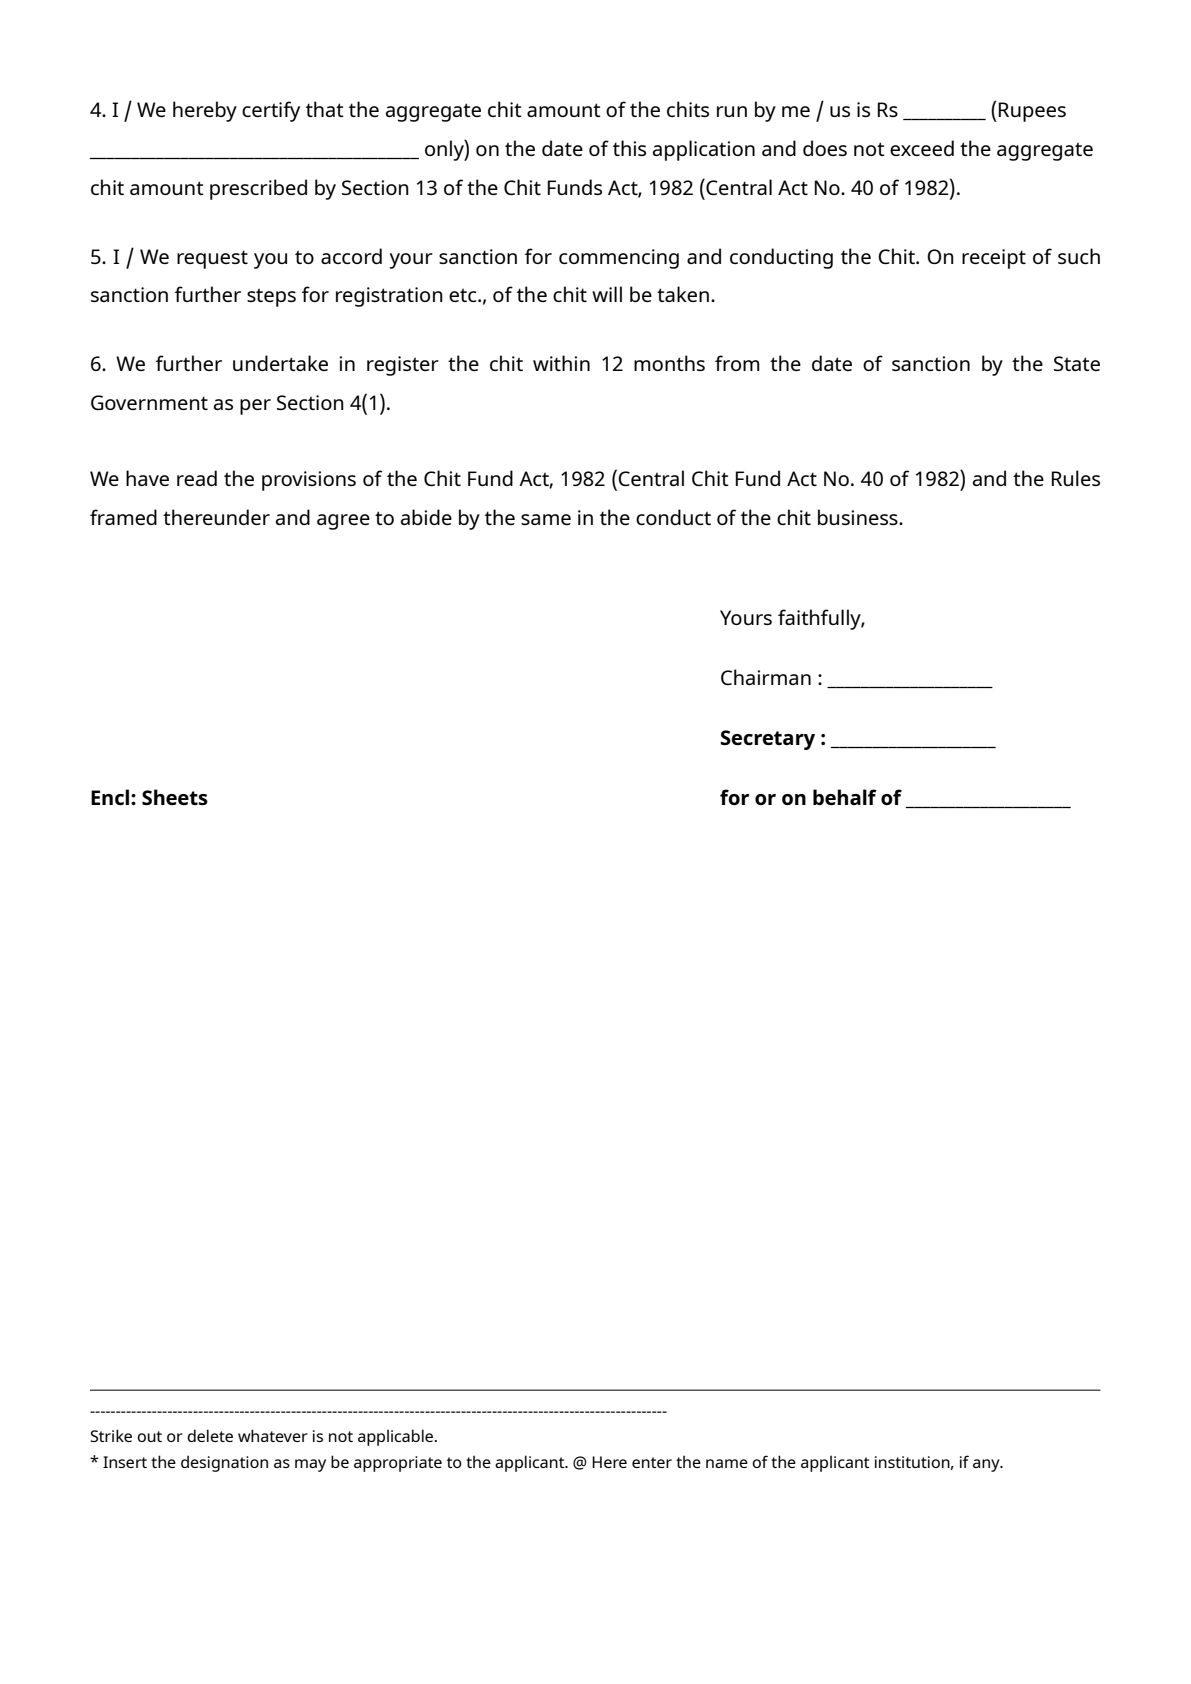 4. I / We hereby certify that the aggregate chit amount of the chits run by me / us is Rs __________ (Rupees
________________________________________ only) on the date of this application and does not exceed the aggregate
chit amount prescribed by Section 13 of the Chit Funds Act, 1982 (Central Act No. 40 of 1982).
5. I / We request you to accord your sanction for commencing and conducting the Chit. On receipt of such
sanction further steps for registration etc., of the chit will be taken.
6. We further undertake in register the chit within 12 months from the date of sanction by the State
Government as per Section 4(1).
We have read the provisions of the Chit Fund Act, 1982 (Central Chit Fund Act No. 40 of 1982) and the Rules
framed thereunder and agree to abide by the same in the conduct of the chit business.
Yours faithfully,
Chairman : ____________________
Secretary : ____________________
Encl: Sheets for or on behalf of ____________________
---------------------------------------------------------------------------------------------------------------
Strike out or delete whatever is not applicable.
* Insert the designation as may be appropriate to the applicant. @ Here enter the name of the applicant institution, if any.